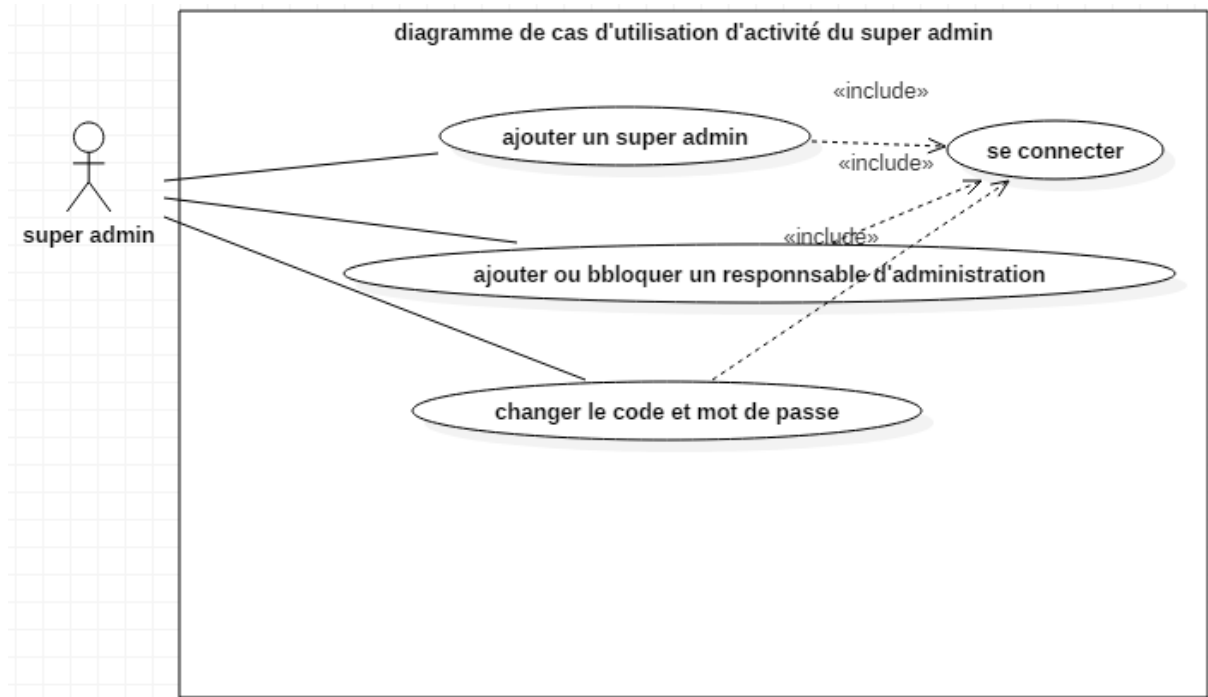 diagramme de cas d'utilisation d'activité du super admin
«include»
ajouter un super admin
se connecter
«include»
super admin
«include»
ajouter ou bbloquer un responnsable d'administration
changer le code et mot de passe